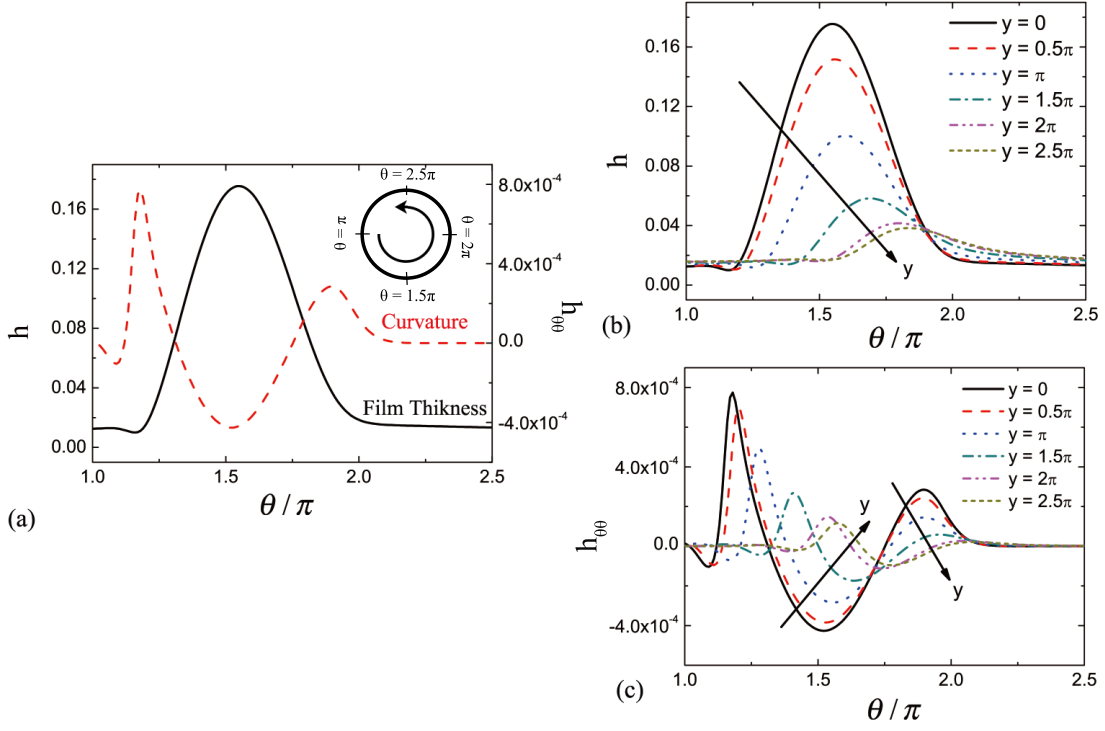 θ = 2.5π
θ = π
θ = 2π
θ = 1.5π
Curvature
Film Thikness
h
0.16
0.12
0.08
0.04
0.00
8.0x10⁻⁴
4.0x10⁻⁴
0.0
-4.0x10⁻⁴
h_θθ
1.0 1.5 2.0 2.5
θ / π
(a)
y = 0
y = 0.5π
y = π
y = 1.5π
y = 2π
y = 2.5π
h
0.16
0.12
0.08
0.04
0.00
y
1.0 1.5 2.0 2.5
θ / π
(b)
y = 0
y = 0.5π
y = π
y = 1.5π
y = 2π
y = 2.5π
h_θθ
8.0x10⁻⁴
4.0x10⁻⁴
0.0
-4.0x10⁻⁴
y
y
1.0 1.5 2.0 2.5
θ / π
(c)